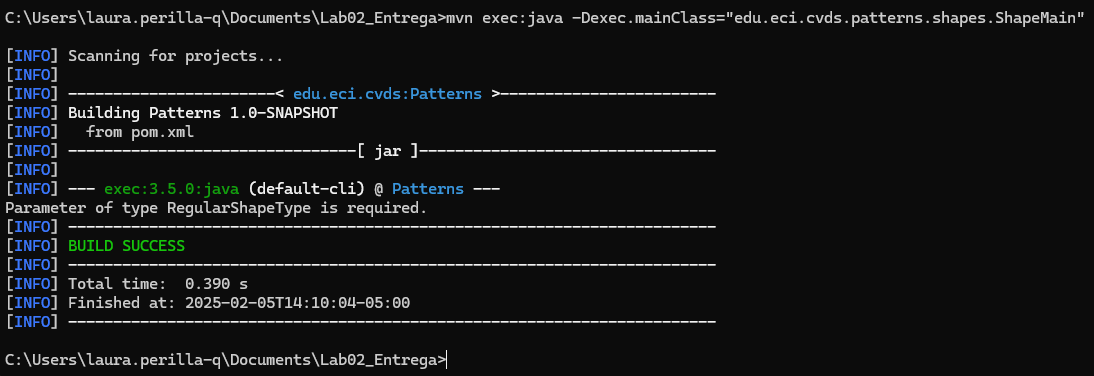 C:\Users\laura.perilla-q\Documents\Lab02_Entrega>mvn exec:java -Dexec.mainClass="edu.eci.cvds.patterns.shapes.ShapeMain"
[INFO] Scanning for projects...
[INFO]
[INFO] -----------------------< edu.eci.cvds:Patterns >------------------------
[INFO] Building Patterns 1.0-SNAPSHOT
[INFO]   from pom.xml
[INFO] --------------------------------[ jar ]---------------------------------
[INFO]
[INFO] --- exec:3.5.0:java (default-cli) @ Patterns ---
Parameter of type RegularShapeType is required.
[INFO] ------------------------------------------------------------------------
[INFO] BUILD SUCCESS
[INFO] ------------------------------------------------------------------------
[INFO] Total time:  0.390 s
[INFO] Finished at: 2025-02-05T14:10:04-05:00
[INFO] ------------------------------------------------------------------------
C:\Users\laura.perilla-q\Documents\Lab02_Entrega>